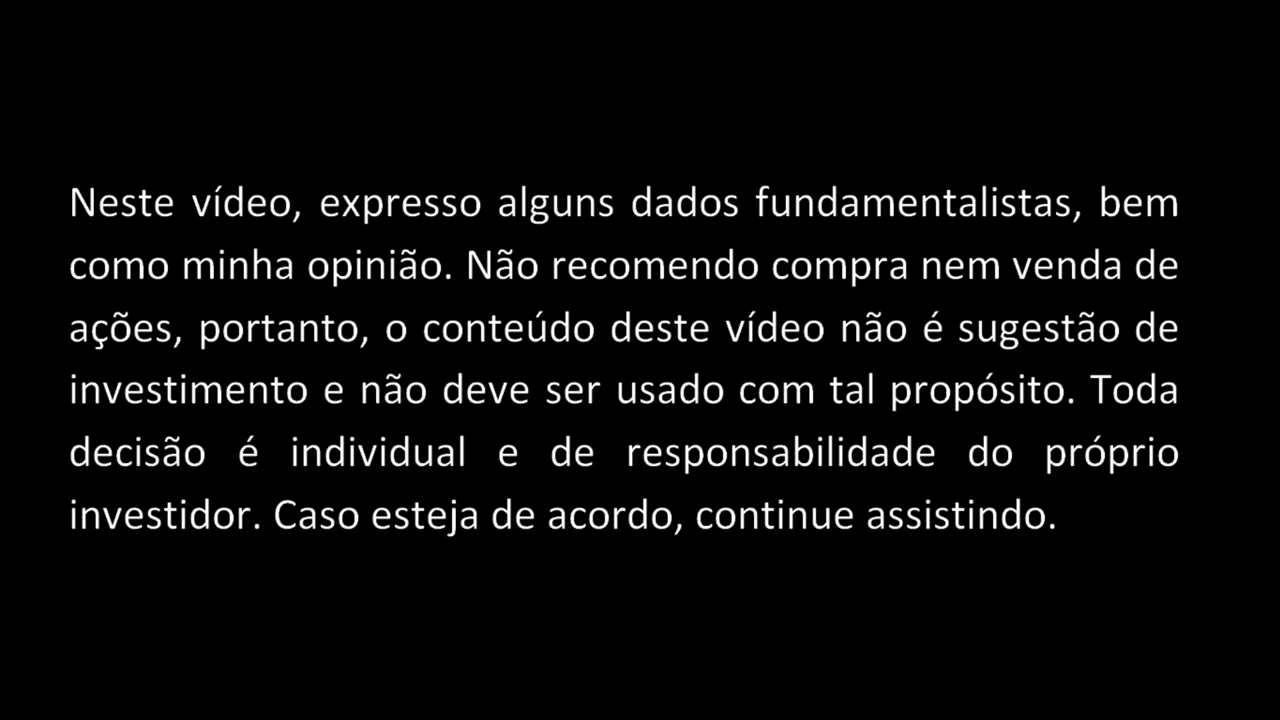 Neste vídeo, expresso alguns dados fundamentalistas, bem
como minha opinião. Não recomendo compra nem venda de
ações, portanto, o conteúdo deste vídeo não é sugestão de
investimento e não deve ser usado com tal propósito. Toda
decisão é individual e de responsabilidade do próprio
investidor. Caso esteja de acordo, continue assistindo.